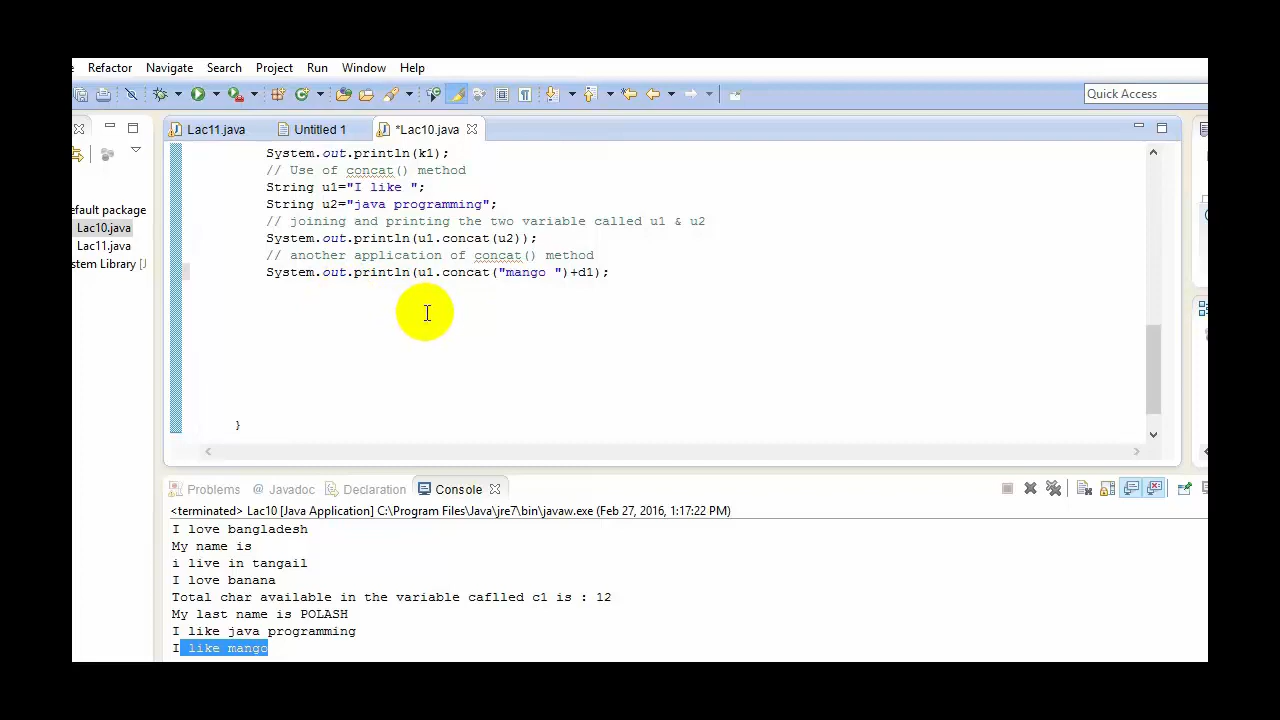 Refactor Navigate Search Project Run Window Help
Quick Access
Lac11.java Untitled 1 *Lac10.java
System.out.println(k1);
// Use of concat() method
String u1="I like ";
String u2="java programming";
// joining and printing the two variable called u1 & u2
System.out.println(u1.concat(u2));
// another application of concat() method
System.out.println(u1.concat("mango ")+d1);
}
efault package
Lac10.java
Lac11.java
stem Library [J
Problems @ Javadoc Declaration Console
<terminated> Lac10 [Java Application] C:\Program Files\Java\jre7\bin\javaw.exe (Feb 27, 2016, 1:17:22 PM)
I love bangladesh
My name is
i live in tangail
I love banana
Total char available in the variable caflled c1 is : 12
My last name is POLASH
I like java programming
I like mango